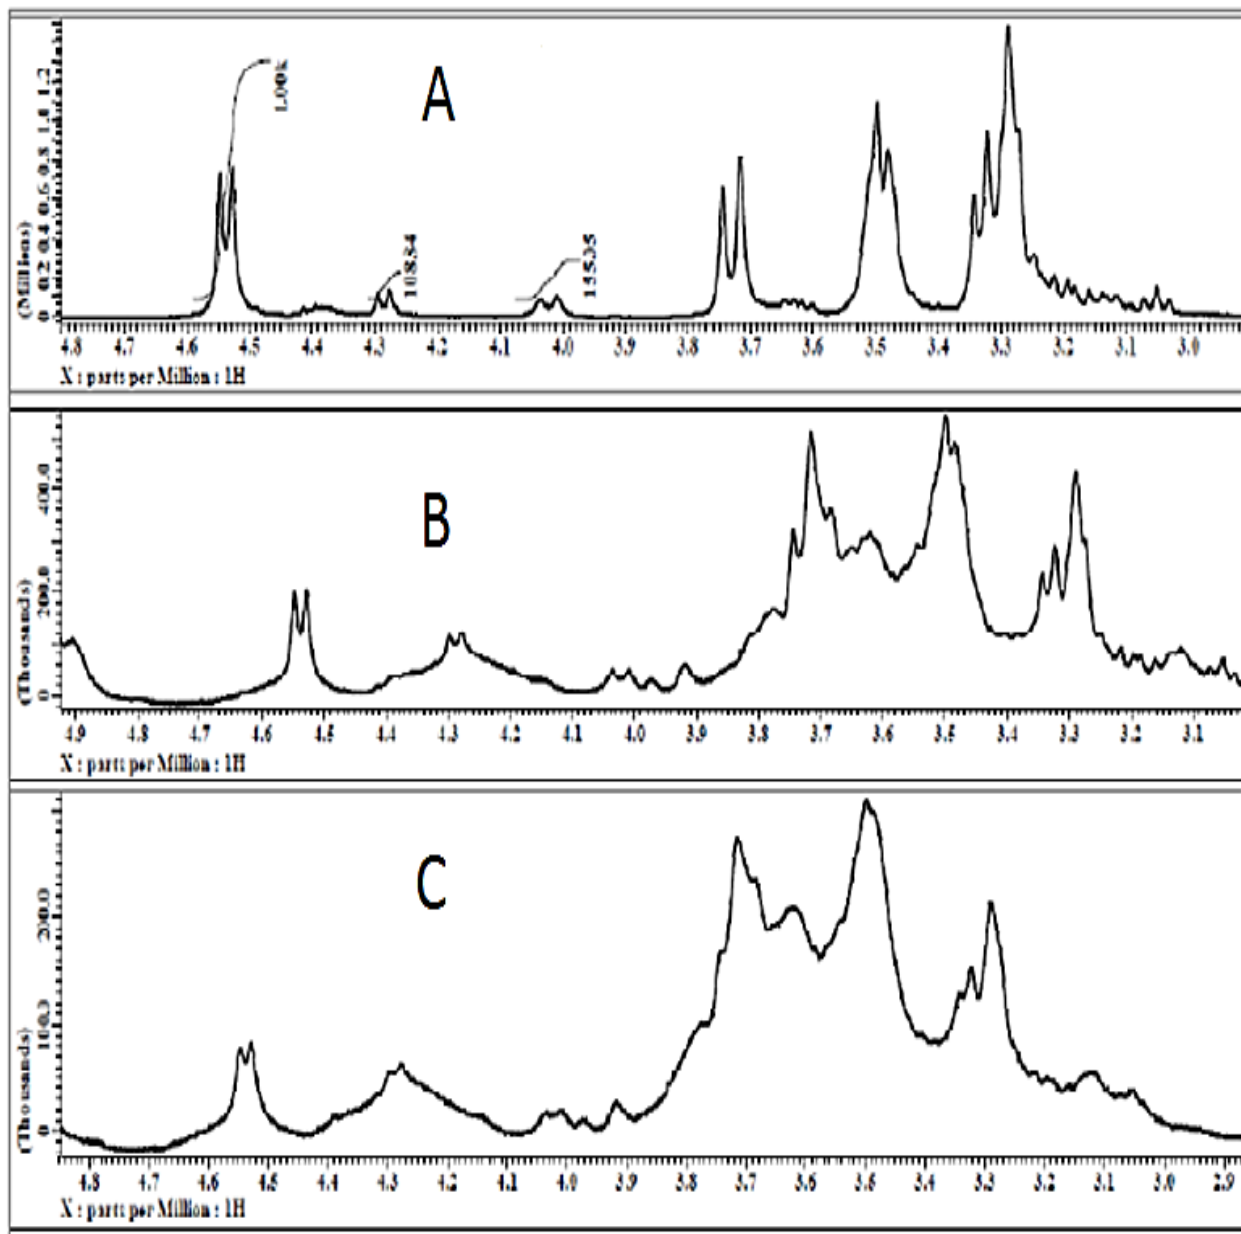 A
1.00k
10884
15505
(Millions)
0 0.2 0.4 0.6 0.8 1.0 1.2
4.8 4.7 4.6 4.5 4.4 4.3 4.2 4.1 4.0 3.9 3.8 3.7 3.6 3.5 3.4 3.3 3.2 3.1 3.0
X : parts per Million : 1H
B
(Thousands)
0 200.0 400.0
4.9 4.8 4.7 4.6 4.5 4.4 4.3 4.2 4.1 4.0 3.9 3.8 3.7 3.6 3.5 3.4 3.3 3.2 3.1
X : parts per Million : 1H
C
(Thousands)
0 100.0 200.0
4.8 4.7 4.6 4.5 4.4 4.3 4.2 4.1 4.0 3.9 3.8 3.7 3.6 3.5 3.4 3.3 3.2 3.1 3.0 2.9
X : parts per Million : 1H